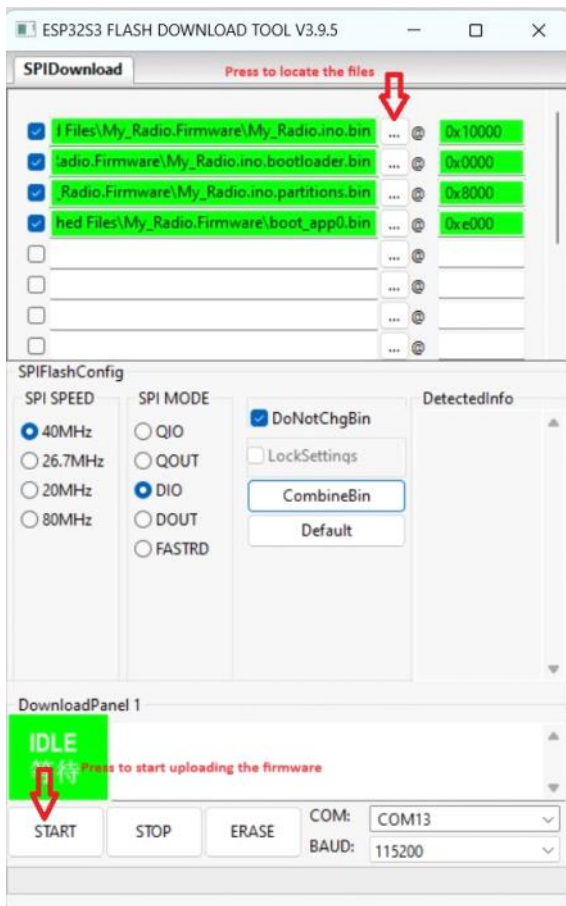 ESP32S3 FLASH DOWNLOAD TOOL V3.9.5
SPIDownload
Press to locate the files
d Files\My_Radio.Firmware\My_Radio.ino.bin ... @ 0x10000
adio.Firmware\My_Radio.ino.bootloader.bin ... @ 0x0000
_Radio.Firmware\My_Radio.ino.partitions.bin ... @ 0x8000
hed Files\My_Radio.Firmware\boot_app0.bin ... @ 0xe000
... @
... @
... @
... @
SPIFlashConfig
SPI SPEED
40MHz
26.7MHz
20MHz
80MHz
SPI MODE
QIO
QOUT
DIO
DOUT
FASTRD
DoNotChgBin
LockSettings
CombineBin
Default
DetectedInfo
DownloadPanel 1
IDLE
等待
Press to start uploading the firmware
START STOP ERASE
COM: COM13
BAUD: 115200